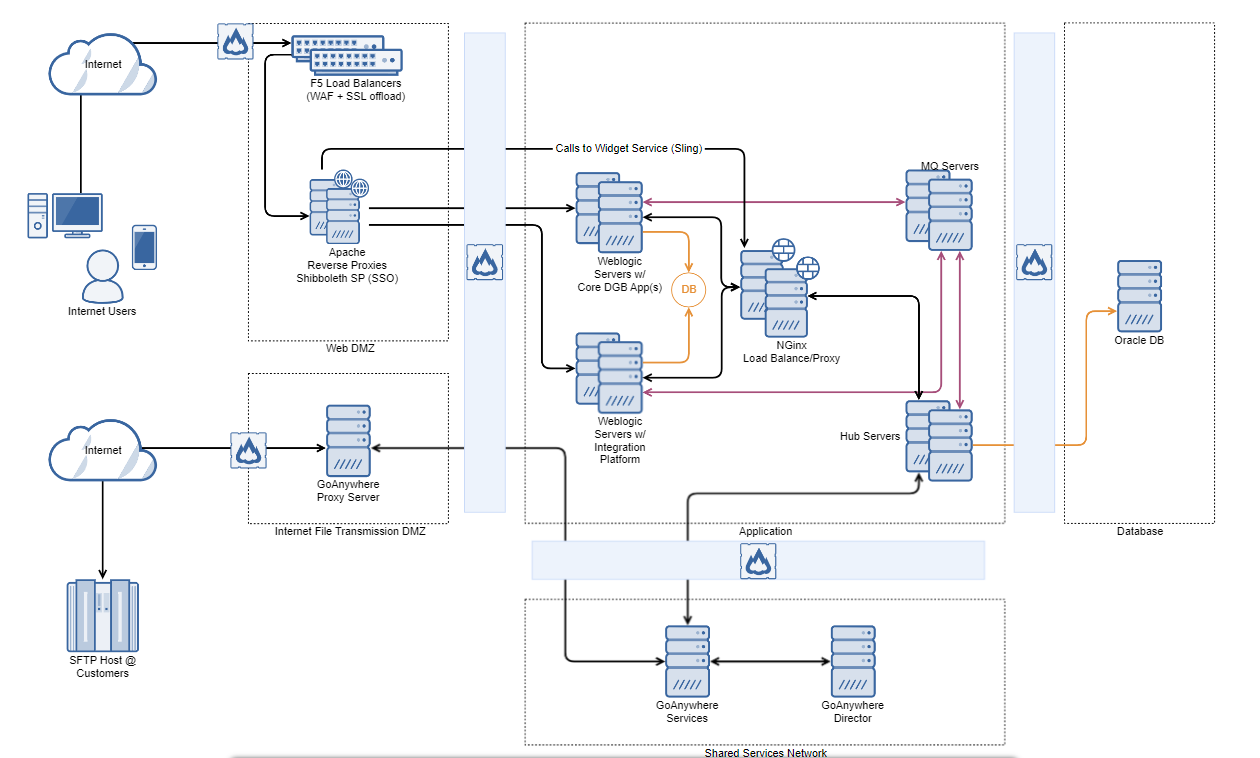 Internet
F5 Load Balancers
(WAF + SSL offload)
Calls to Widget Service (Sling)
MQ Servers
Apache
Reverse Proxies
Shibboleth SP (SSO)
Weblogic
Servers w/
Core DGB App(s)
DB
Internet Users
Web DMZ
NGinx
Load Balance/Proxy
Oracle DB
Internet
GoAnywhere
Proxy Server
Internet File Transmission DMZ
Weblogic
Servers w/
Integration
Platform
Hub Servers
Application
Database
SFTP Host @
Customers
GoAnywhere
Services
GoAnywhere
Director
Shared Services Network